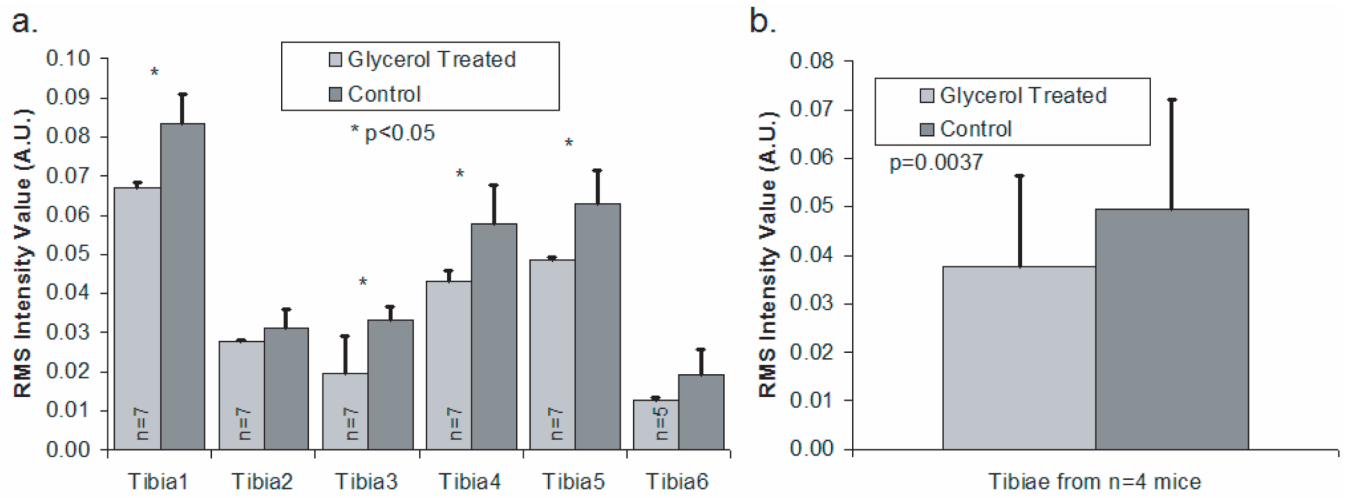 a.
Glycerol Treated
Control
* p<0.05
RMS Intensity Value (A.U.)
0.10
0.09
0.08
0.07
0.06
0.05
0.04
0.03
0.02
0.01
0.00
*
*
*
*
n=7
n=7
n=7
n=7
n=7
n=5
Tibia1 Tibia2 Tibia3 Tibia4 Tibia5 Tibia6
b.
Glycerol Treated
Control
p=0.0037
RMS Intensity Value (A.U.)
0.08
0.07
0.06
0.05
0.04
0.03
0.02
0.01
0.00
Tibiae from n=4 mice